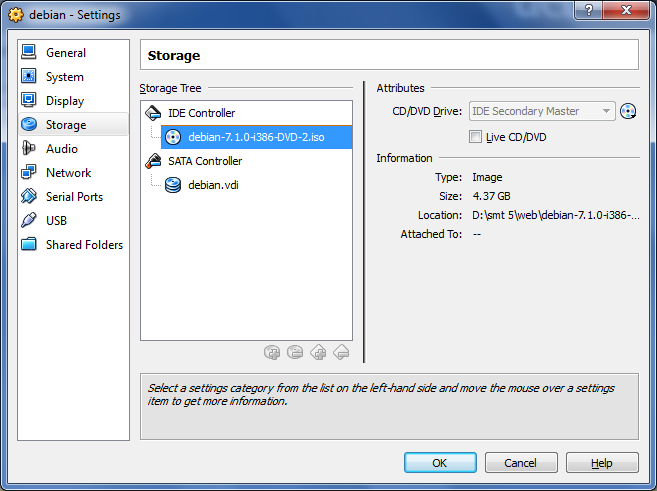 debian - Settings
?
General
System
Display
Storage
Audio
Network
Serial Ports
USB
Shared Folders
Storage
Storage Tree
IDE Controller
debian-7.1.0-i386-DVD-2.iso
SATA Controller
debian.vdi
Attributes
CD/DVD Drive: IDE Secondary Master
Live CD/DVD
Information
Type: Image
Size: 4.37 GB
Location: D:\smt 5\web\debian-7.1.0-i386-...
Attached To: --
Select a settings category from the list on the left-hand side and move the mouse over a settings
item to get more information.
OK Cancel Help